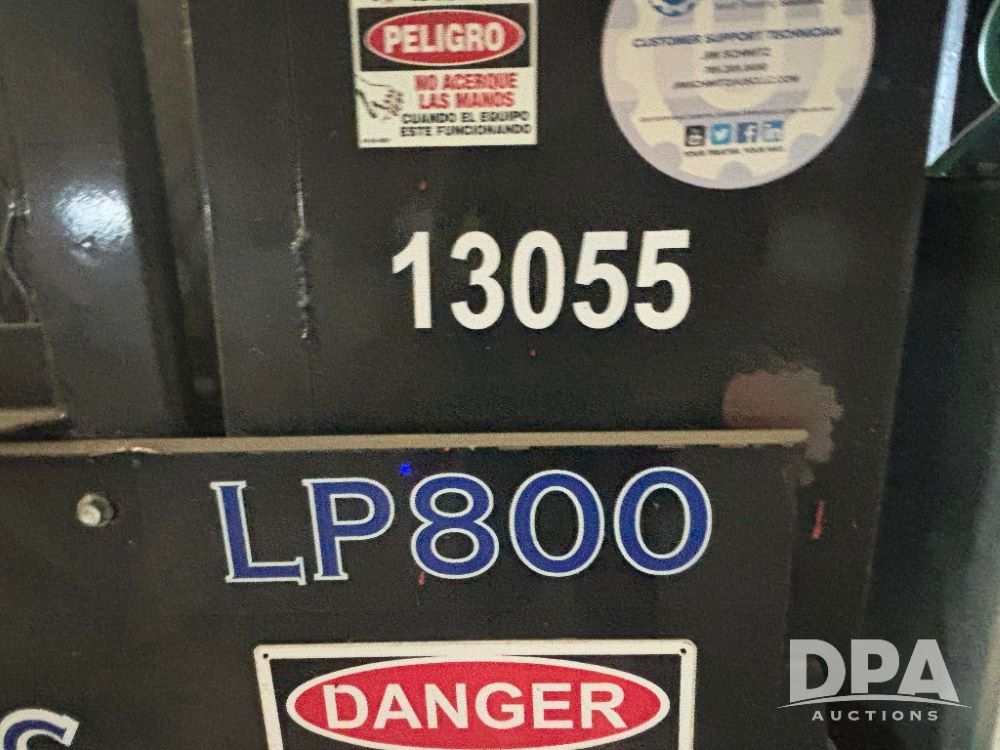 PELIGRO
NO ACERQUE
LAS MANOS
CUANDO EL EQUIPO
ESTE FUNCIONANDO
CUSTOMER SUPPORT TECHNICIAN
13055
LP800
DANGER
S
DPA
AUCTIONS